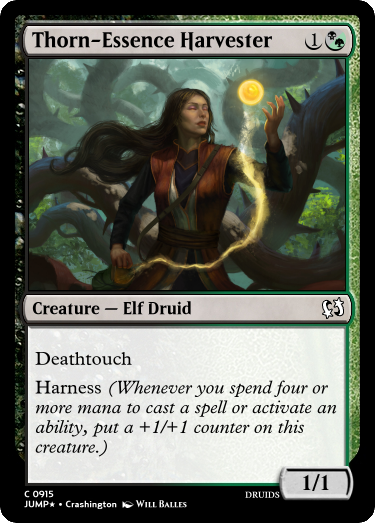 Thorn-Essence Harvester 1
Creature — Elf Druid
Deathtouch
Harness (Whenever you spend four or
more mana to cast a spell or activate an
ability, put a +1/+1 counter on this
creature.)
1/1
C 0915 DRUIDS
JUMP★ • Crashington WILL BALLES